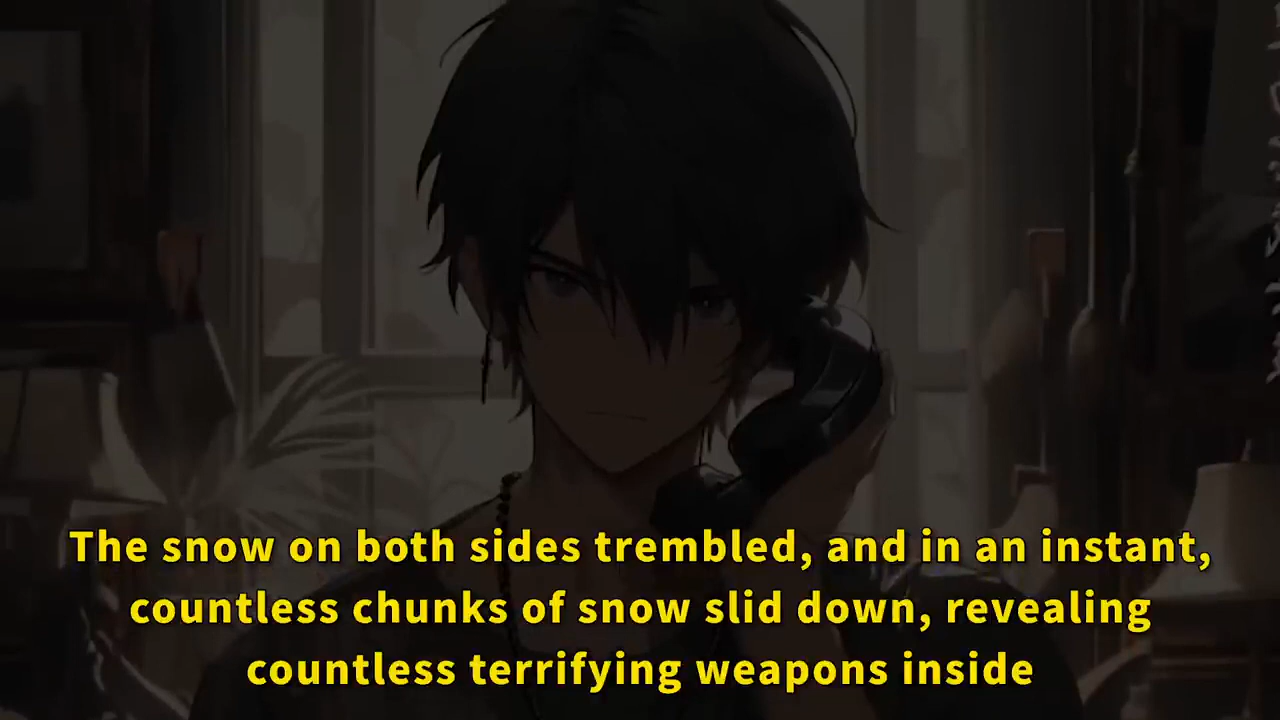 The snow on both sides trembled, and in an instant,
countless chunks of snow slid down, revealing
countless terrifying weapons inside